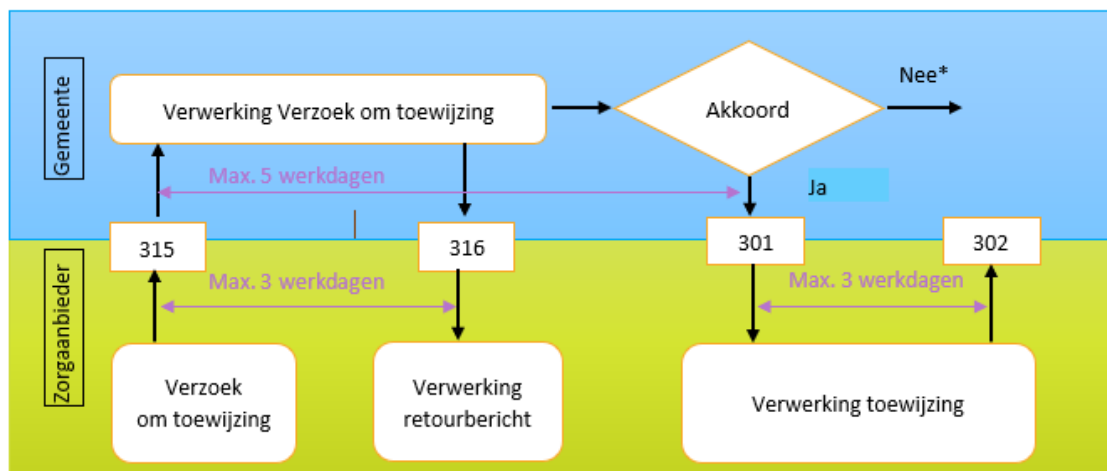 Gemeente
Verwerking Verzoek om toewijzing
Akkoord
Nee*
Max. 5 werkdagen
Ja
315
316
301
302
Zorgaanbieder
Max. 3 werkdagen
Max. 3 werkdagen
Verzoek
om toewijzing
Verwerking
retourbericht
Verwerking toewijzing